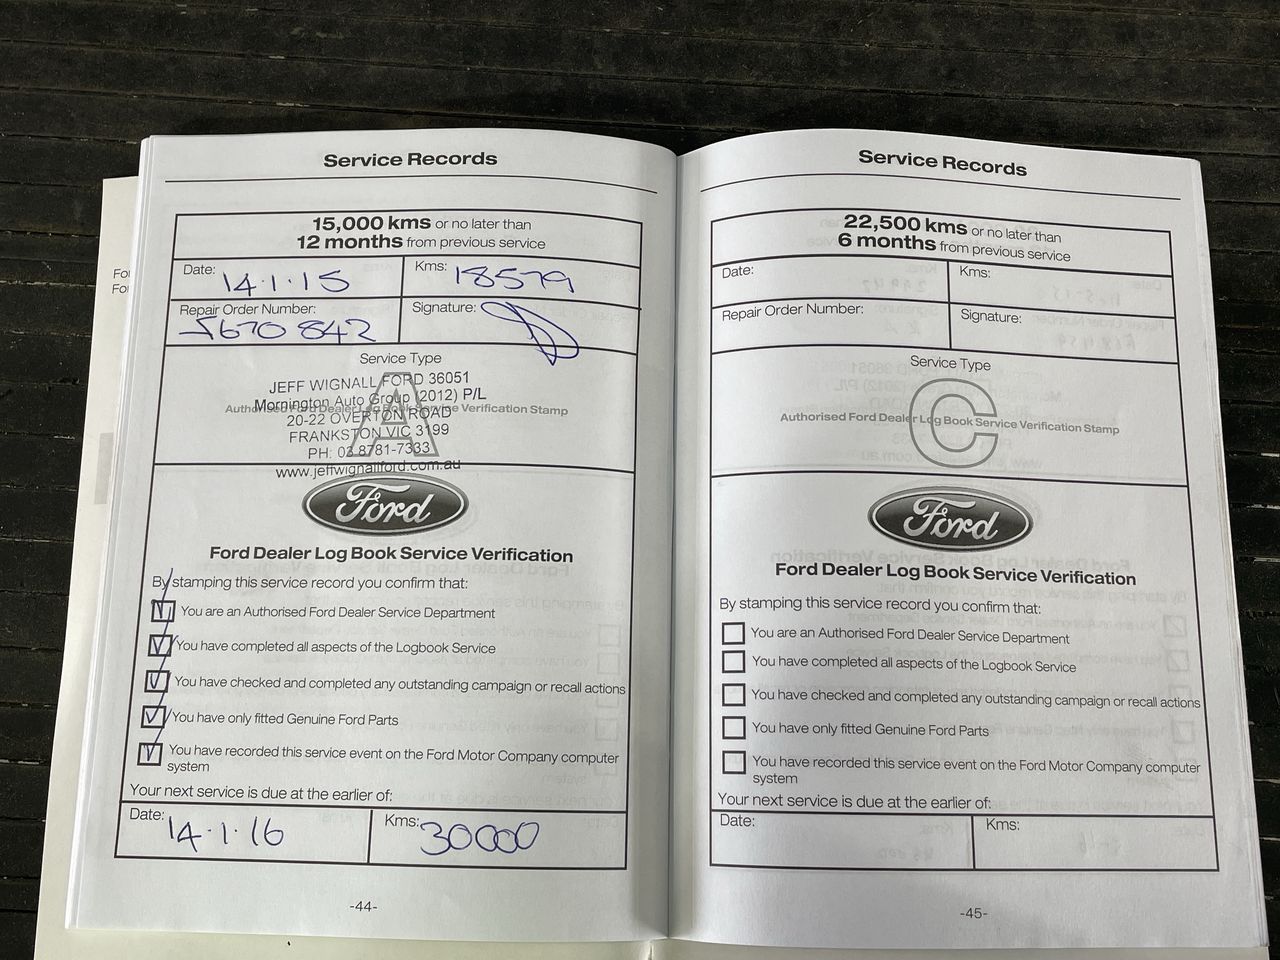 Service Records
15,000 kms or no later than
12 months from previous service
Date: 14.1.15
Kms: 18579
Repair Order Number:
5670842
Signature:
Service Type
A
JEFF WIGNALL FORD 36051
Mornington Auto Group (2012) P/L
Authorised Ford Dealer Log Book Service Verification Stamp
20-22 OVERTON ROAD
FRANKSTON VIC 3199
PH: 03 8781-7333
www.jeffwignallford.com.au
Ford
Ford Dealer Log Book Service Verification
By stamping this service record you confirm that:
You are an Authorised Ford Dealer Service Department
You have completed all aspects of the Logbook Service
You have checked and completed any outstanding campaign or recall actions
You have only fitted Genuine Ford Parts
You have recorded this service event on the Ford Motor Company computer
system
Your next service is due at the earlier of:
Date: 14.1.16
Kms: 30000
-44-
Service Records
22,500 kms or no later than
6 months from previous service
Date:
Kms:
Repair Order Number:
Signature:
Service Type
C
Authorised Ford Dealer Log Book Service Verification Stamp
Ford
Ford Dealer Log Book Service Verification
By stamping this service record you confirm that:
You are an Authorised Ford Dealer Service Department
You have completed all aspects of the Logbook Service
You have checked and completed any outstanding campaign or recall actions
You have only fitted Genuine Ford Parts
You have recorded this service event on the Ford Motor Company computer
system
Your next service is due at the earlier of:
Date:
Kms:
-45-